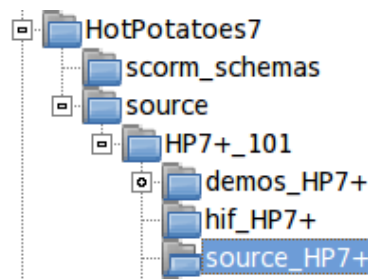 HotPotatoes7
scorm_schemas
source
HP7+_101
demos_HP7+
hif_HP7+
source_HP7+